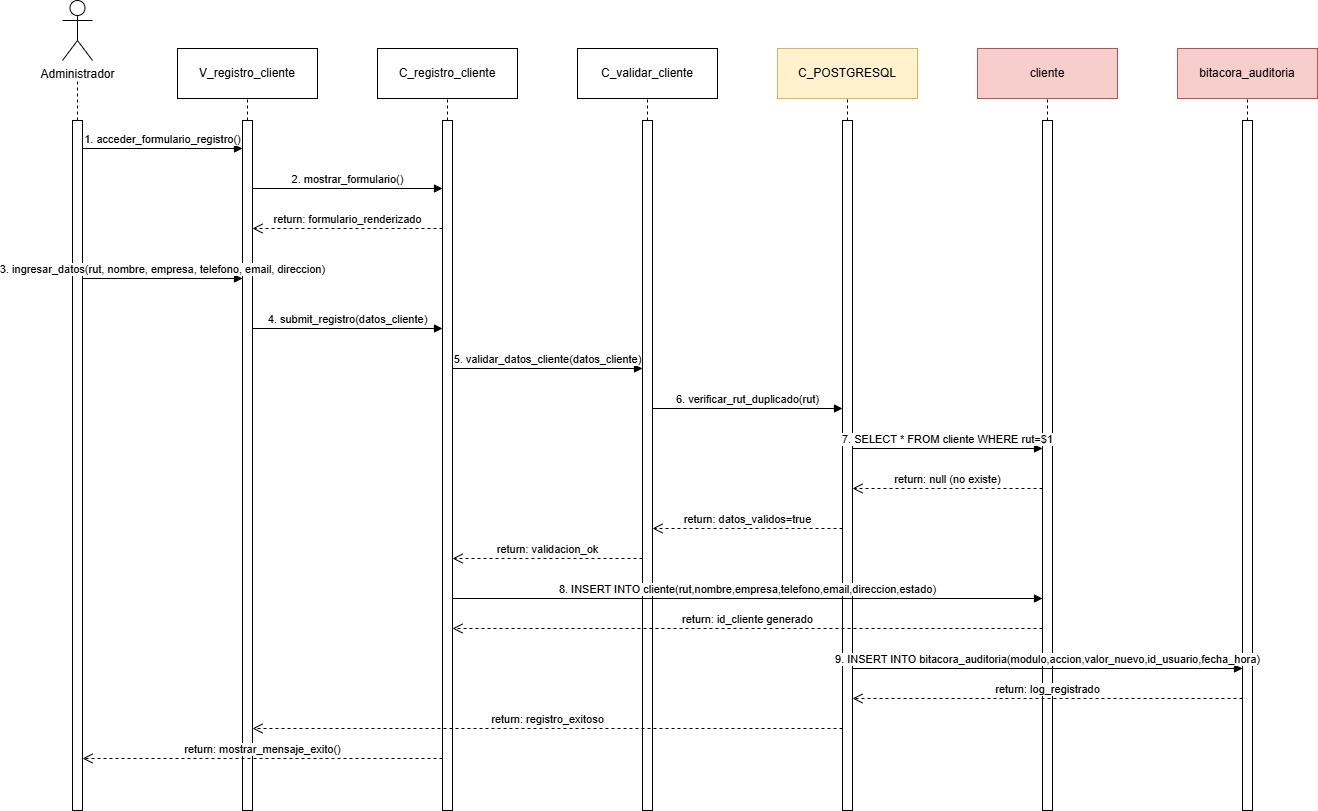 Administrador
V_registro_cliente
C_registro_cliente
C_validar_cliente
C_POSTGRESQL
cliente
bitacora_auditoria
1. acceder_formulario_registro()
2. mostrar_formulario()
return: formulario_renderizado
3. ingresar_datos(rut, nombre, empresa, telefono, email, direccion)
4. submit_registro(datos_cliente)
5. validar_datos_cliente(datos_cliente)
6. verificar_rut_duplicado(rut)
7. SELECT * FROM cliente WHERE rut=$1
return: null (no existe)
return: datos_validos=true
return: validacion_ok
8. INSERT INTO cliente(rut,nombre,empresa,telefono,email,direccion,estado)
return: id_cliente generado
9. INSERT INTO bitacora_auditoria(modulo,accion,valor_nuevo,id_usuario,fecha_hora)
return: log_registrado
return: registro_exitoso
return: mostrar_mensaje_exito()